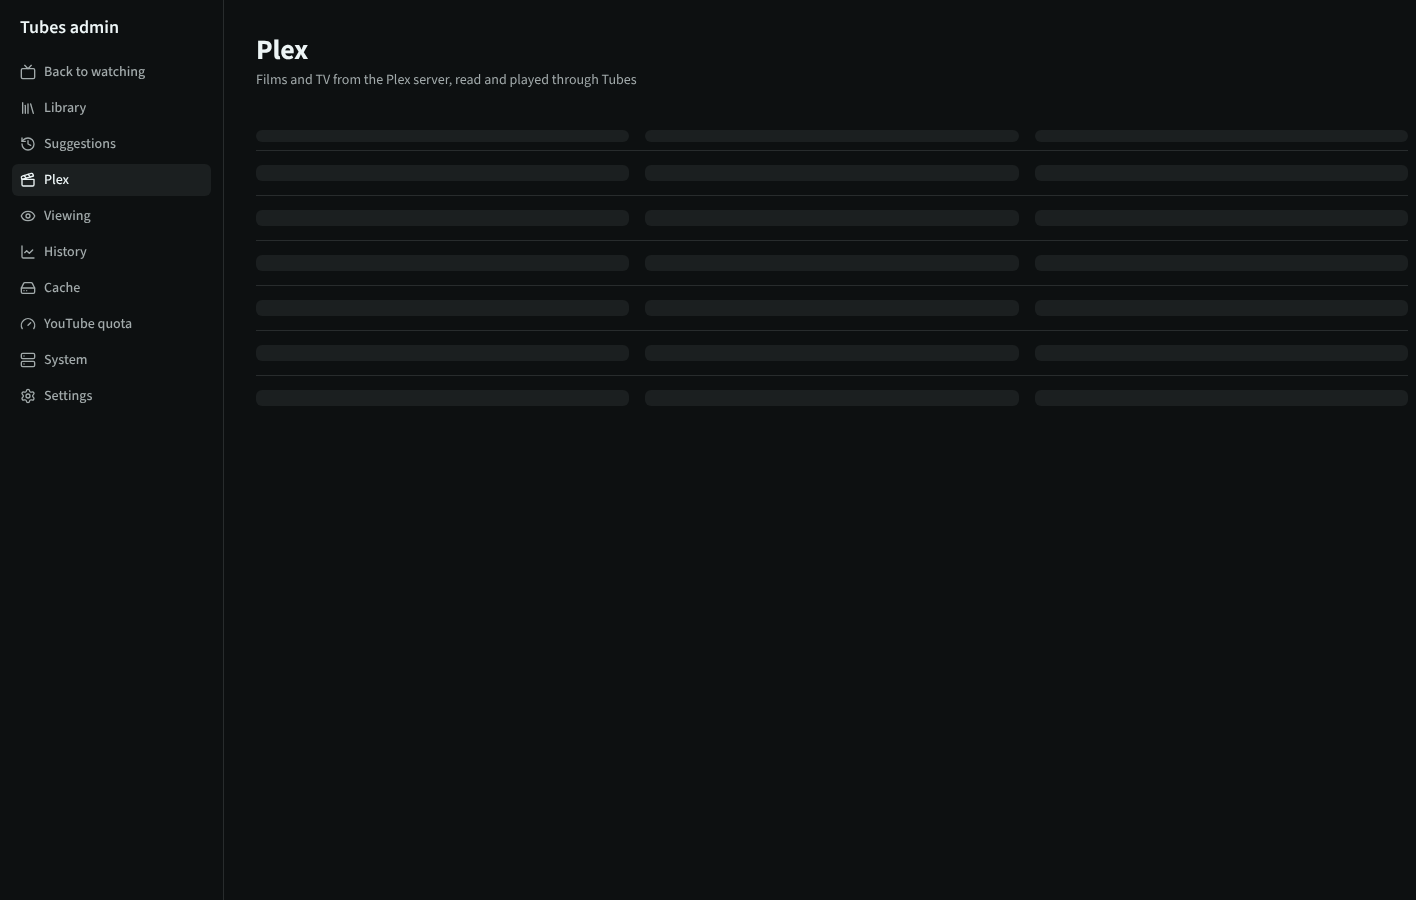 Tubes admin
Back to watching
Library
Suggestions
Plex
Viewing
History
Cache
YouTube quota
System
Settings
Plex
Films and TV from the Plex server, read and played through Tubes